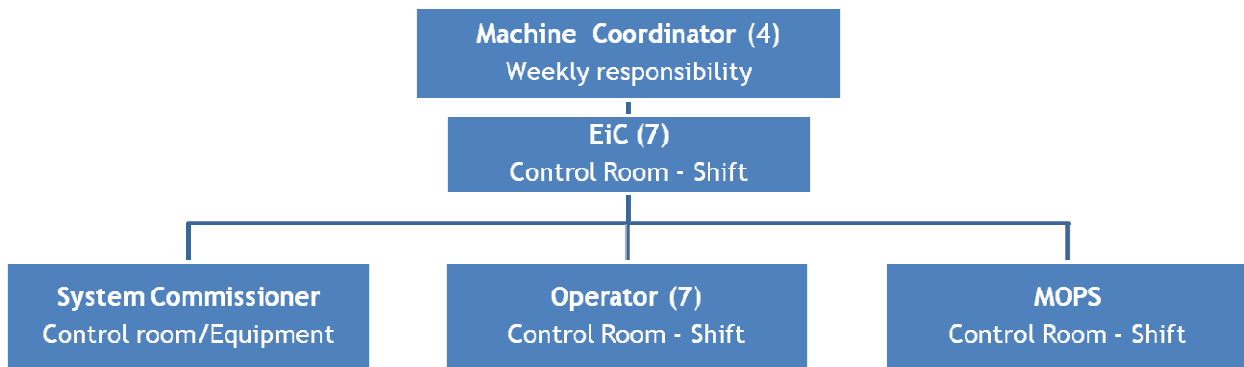 Machine Coordinator (4)
Weekly responsibility
EiC (7)
Control Room - Shift
System Commissioner
Control room/Equipment
Operator (7)
Control Room - Shift
MOPS
Control Room - Shift